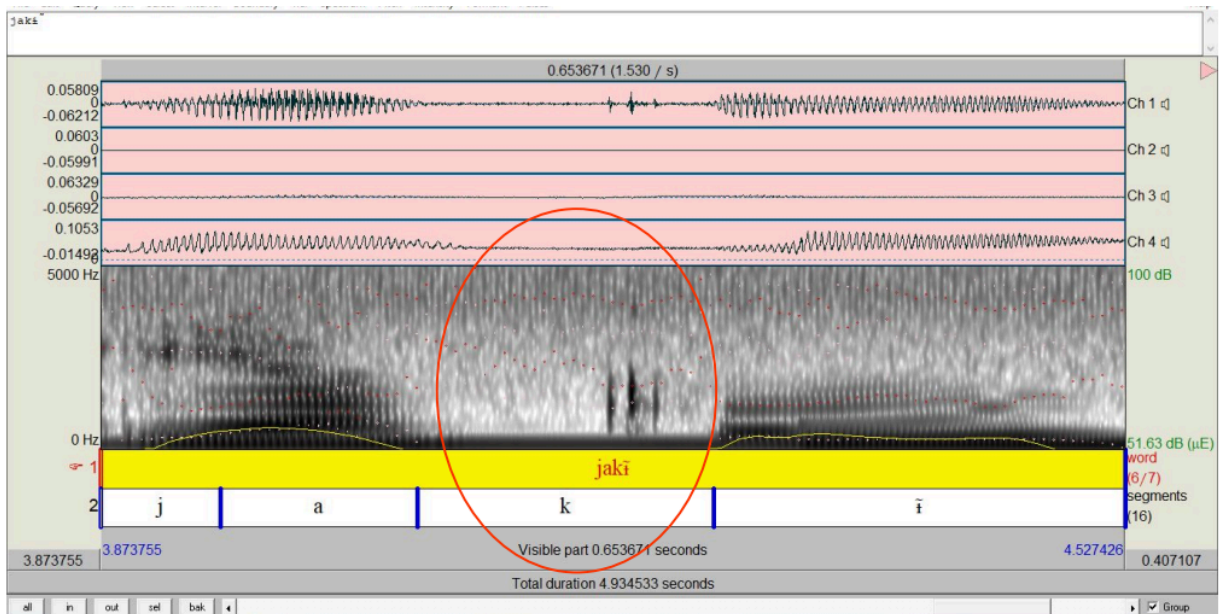 jakɨ̃
0.653671 (1.530 / s)
0.05809
0
-0.06212
Ch 1
0.0603
0
-0.05991
Ch 2
0.06329
0
-0.05692
Ch 3
0.1053
-0.01492
0
Ch 4
5000 Hz
100 dB
0 Hz
51.63 dB (µE)
1
jakɨ̃
word
(6/7)
2
j a k ɨ̃
segments
(16)
3.873755
3.873755 Visible part 0.653671 seconds 4.527426
0.407107
Total duration 4.934533 seconds
all in out sel bak Group